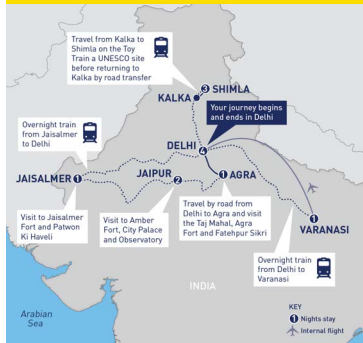 Travel from Kalka to
Shimla on the Toy
Train a UNESCO site
before returning to
Kalka by road transfer
3 SHIMLA
KALKA
Your journey begins
and ends in Delhi
Overnight train
from Jaisalmer
to Delhi
DELHI 4
JAISALMER 1
JAIPUR 2
1 AGRA
1
VARANASI
Visit to Jaisalmer
Fort and Patwon
Ki Haveli
Visit to Amber
Fort, City Palace
and Observatory
Travel by road from
Delhi to Agra and visit
the Taj Mahal, Agra
Fort and Fatehpur Sikri
Overnight train
from Delhi to
Varanasi
INDIA
Arabian
Sea
KEY
1 Nights stay
Internal flight